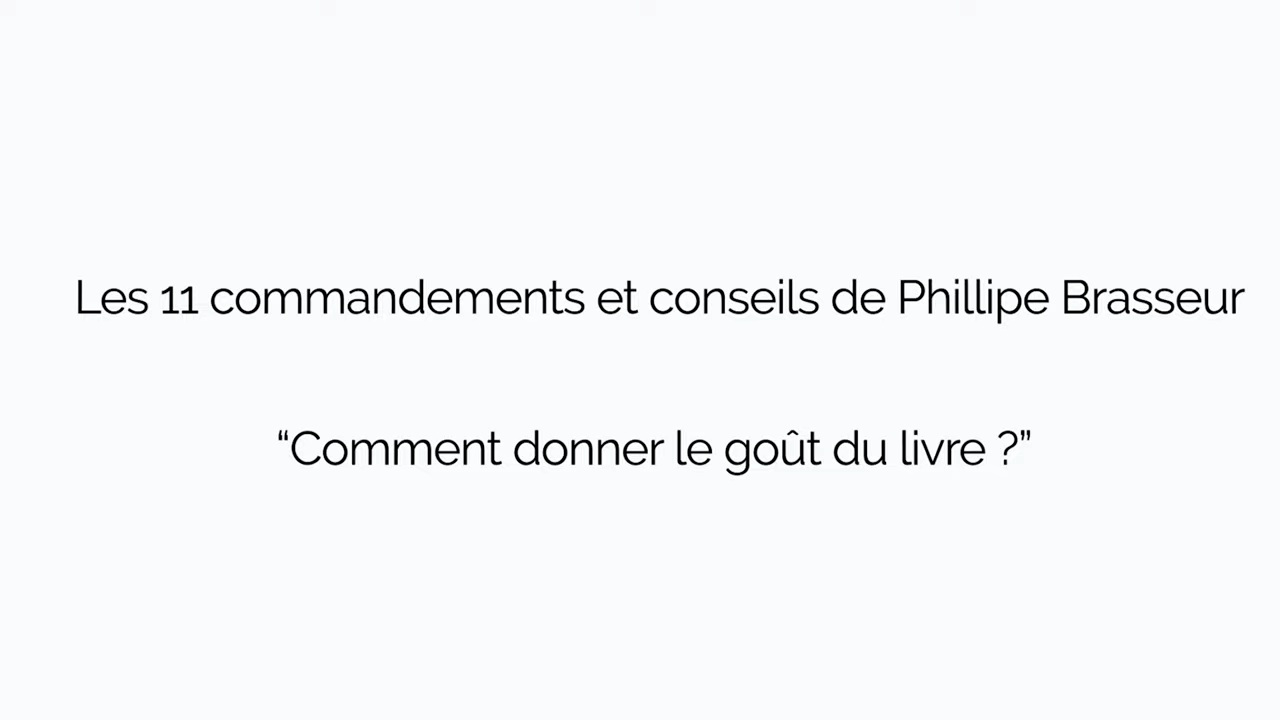 Les 11 commandements et conseils de Phillipe Brasseur
“Comment donner le goût du livre ?”